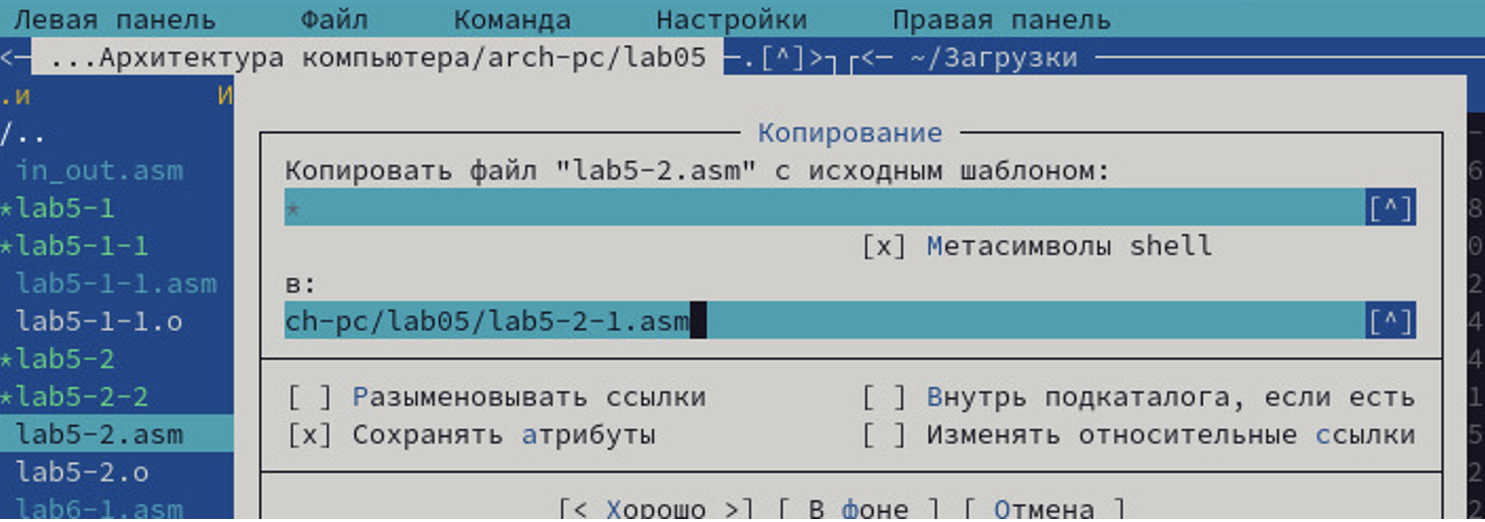 Левая панель Файл Команда Настройки Правая панель
<─ ...Архитектура компьютера/arch-pc/lab05 ─.[^]>┐┌<─ ~/Загрузки
.и И
/..
in_out.asm
*lab5-1
*lab5-1-1
lab5-1-1.asm
lab5-1-1.o
*lab5-2
*lab5-2-2
lab5-2.asm
lab5-2.o
lab6-1.asm
Копирование
Копировать файл "lab5-2.asm" с исходным шаблоном:
* [^]
[x] Метасимволы shell
в:
ch-pc/lab05/lab5-2-1.asm [^]
[ ] Разыменовывать ссылки [ ] Внутрь подкаталога, если есть
[x] Сохранять атрибуты [ ] Изменять относительные ссылки
[< Хорошо >] [ В фоне ] [ Отмена ]
6
8
0
2
4
4
1
5
2
2